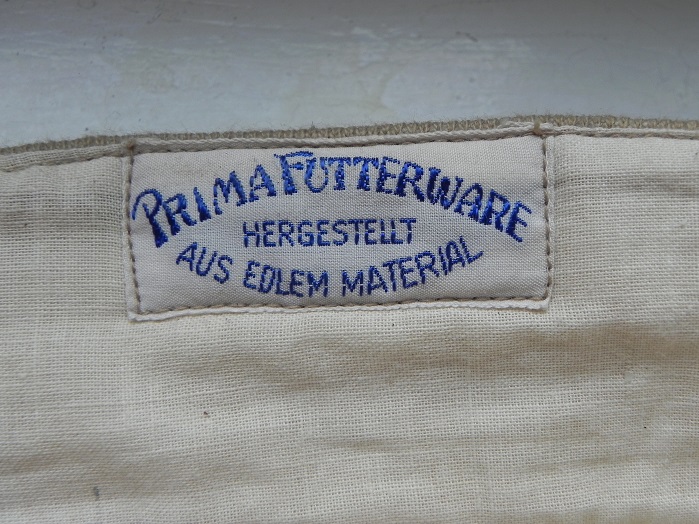 PRIMA FUTTERWARE
HERGESTELLT
AUS EDLEM MATERIAL